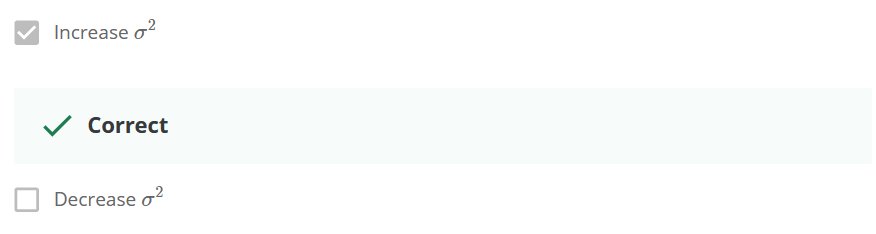 Increase σ²
Correct
Decrease σ²